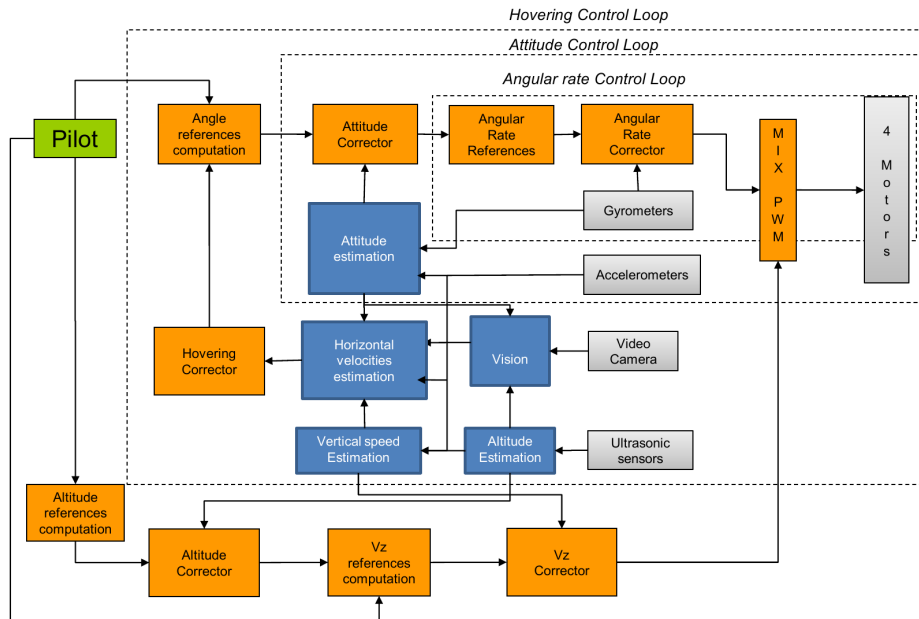 Hovering Control Loop
Attitude Control Loop
Angular rate Control Loop
Pilot
Angle
references
computation
Attitude
Corrector
Angular
Rate
References
Angular
Rate
Corrector
M
I
X
P
W
M
4
M
o
t
o
r
s
Gyrometers
Attitude
estimation
Accelerometers
Hovering
Corrector
Horizontal
velocities
estimation
Vision
Video
Camera
Vertical speed
Estimation
Altitude
Estimation
Ultrasonic
sensors
Altitude
references
computation
Altitude
Corrector
Vz
references
computation
Vz
Corrector